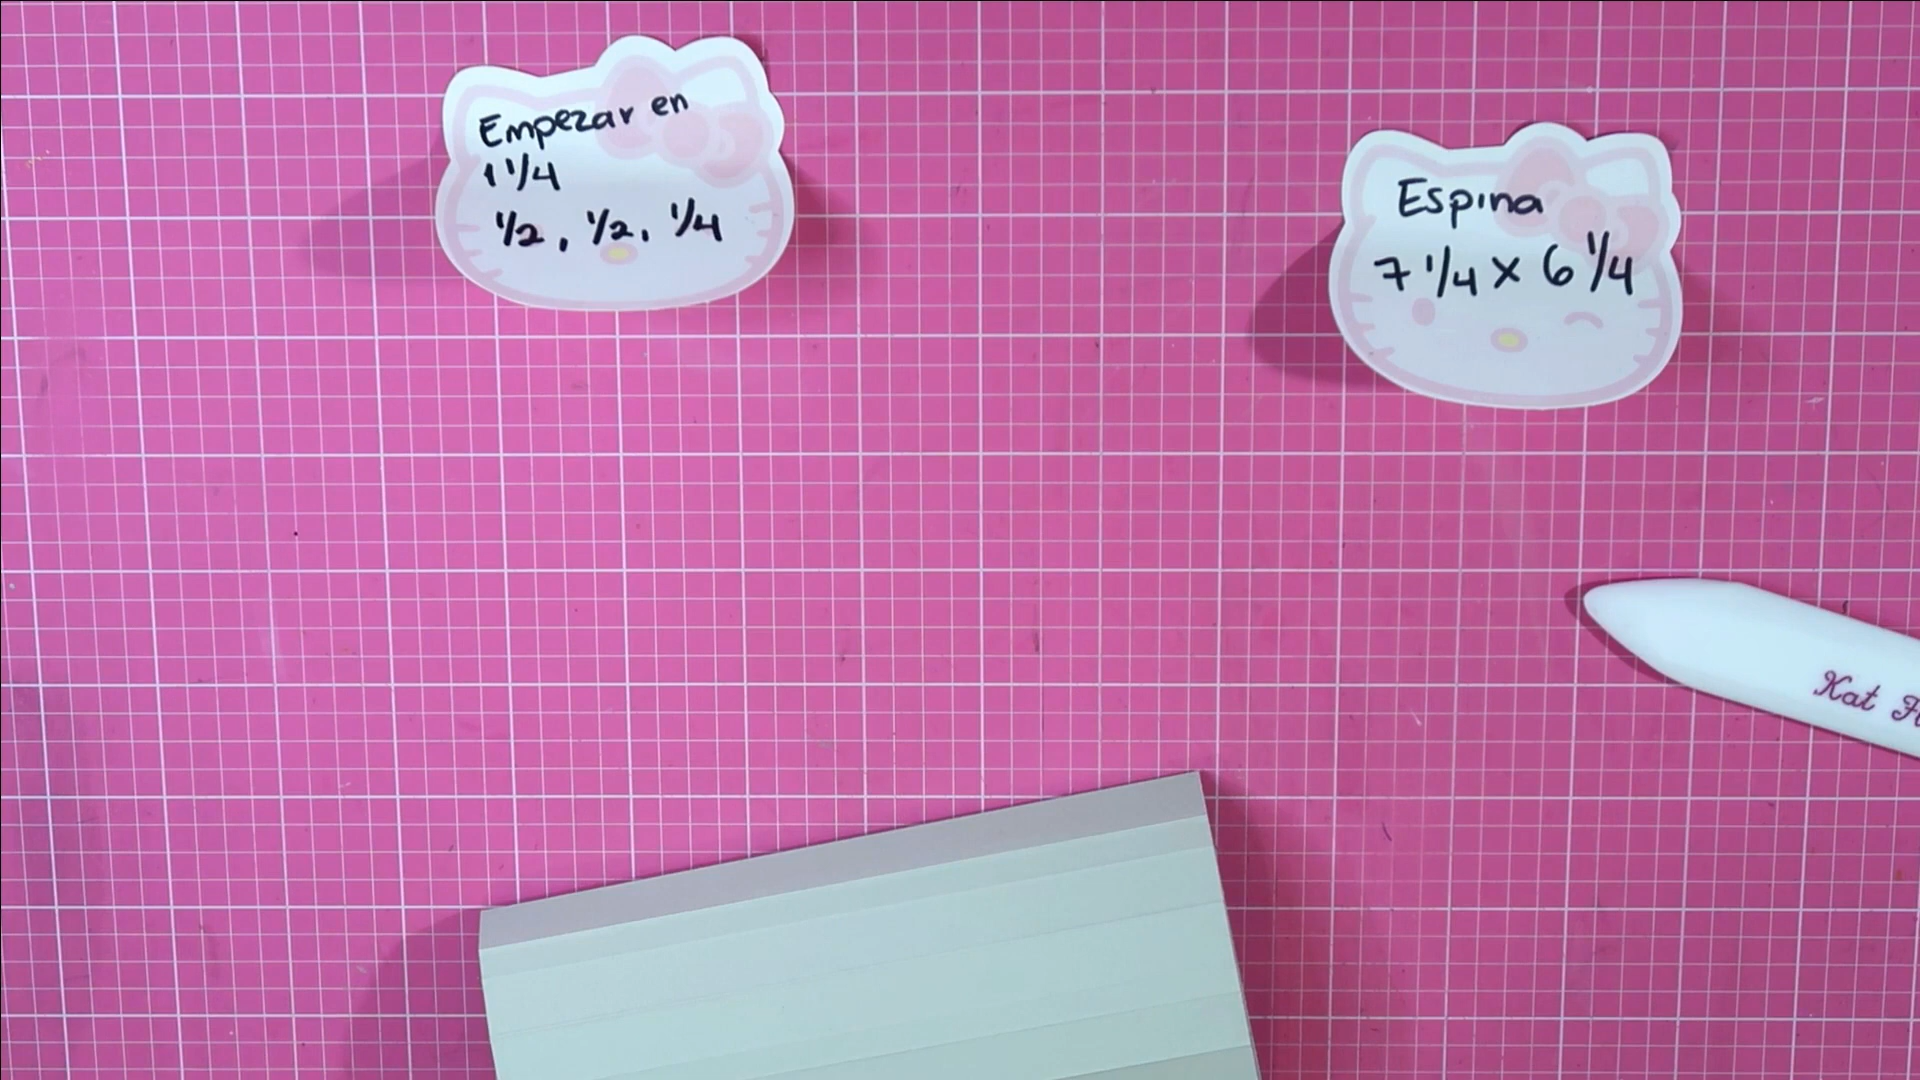 Empezar en
1 1/4
1/2, 1/2, 1/4
Espina
7 1/4 x 6 1/4
Kat